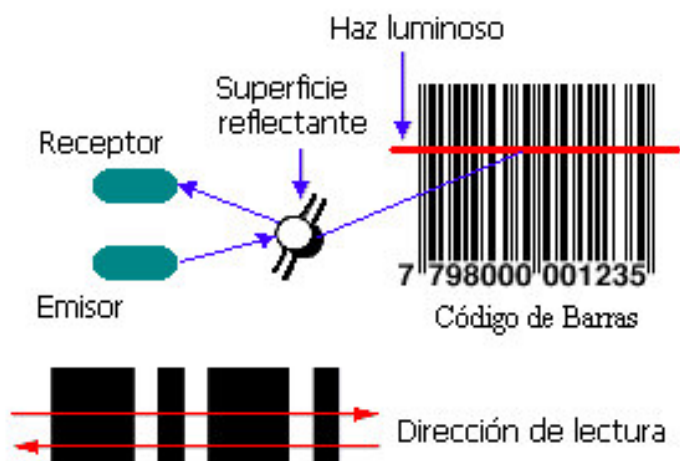 Haz luminoso
Superficie
reflectante
Receptor
Emisor
7 798000 001235
Código de Barras
Dirección de lectura